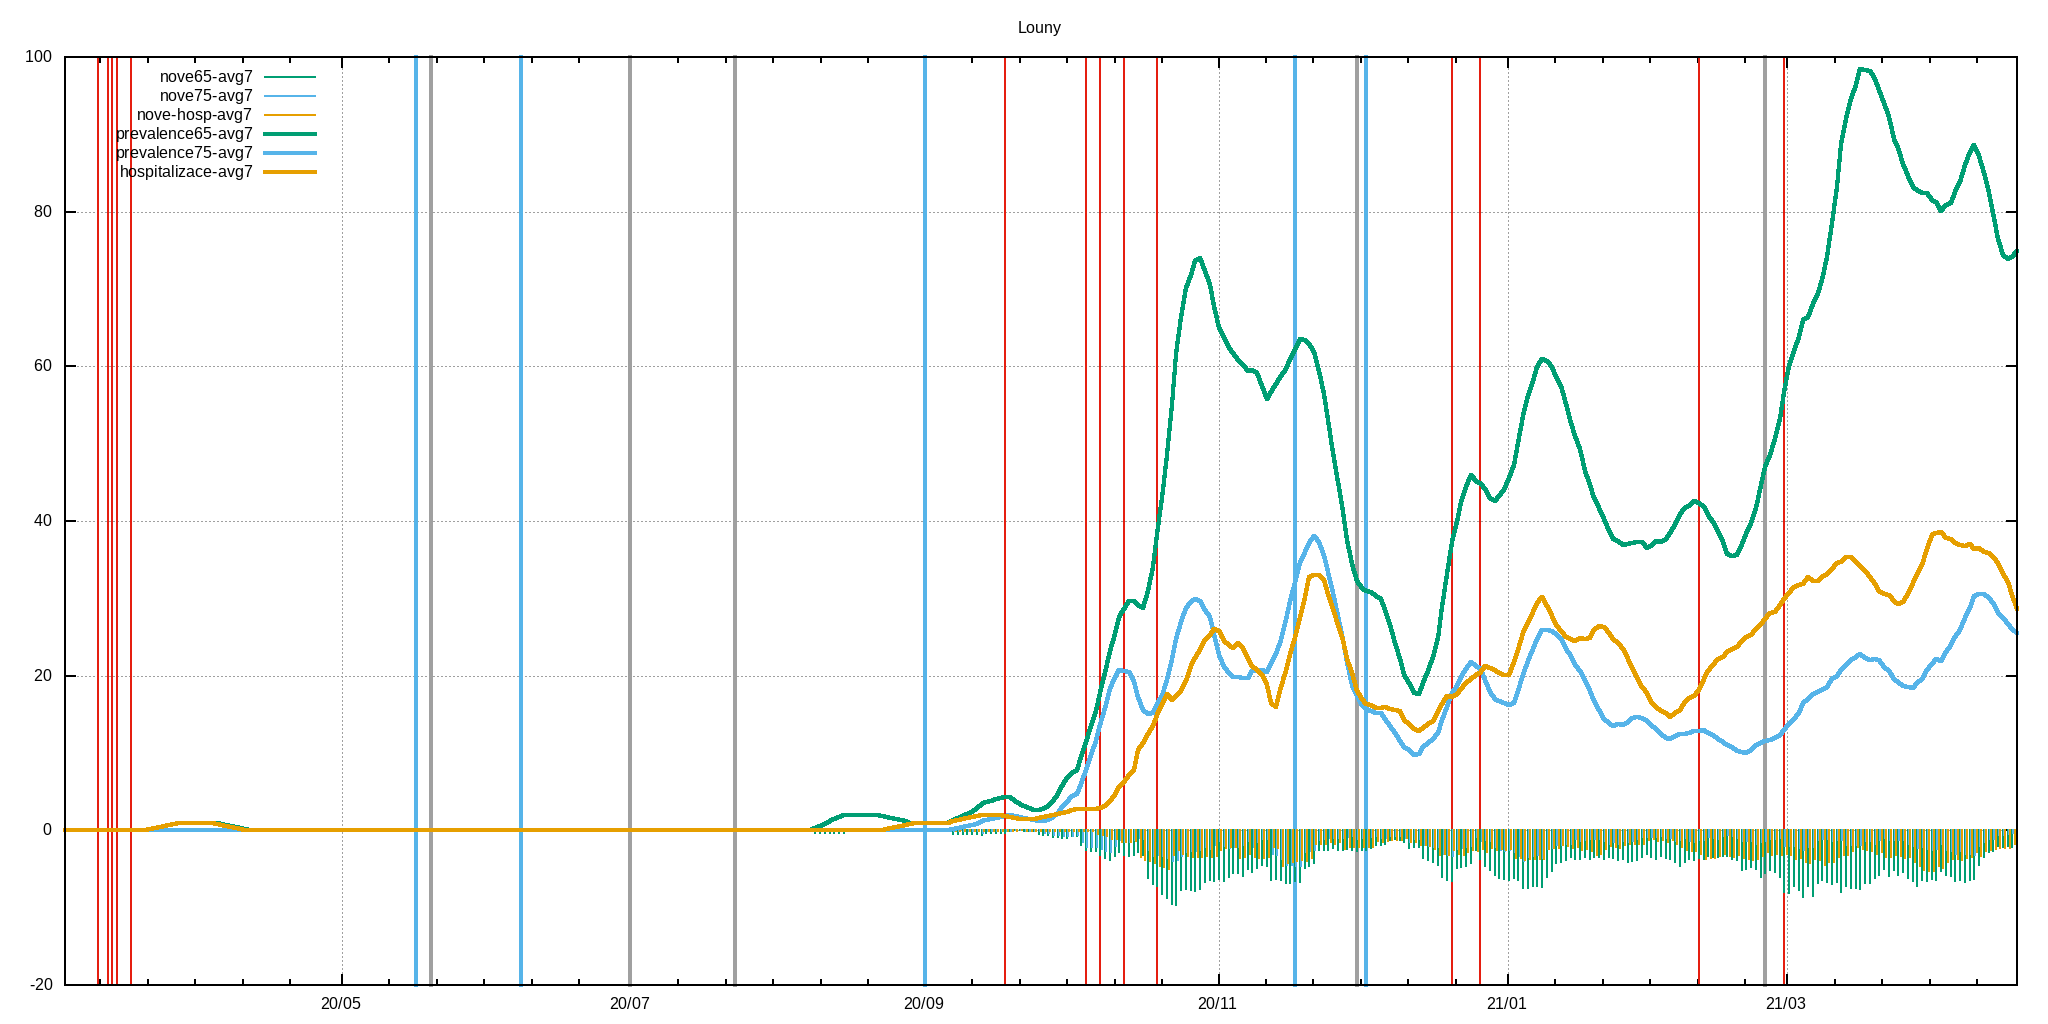 Louny
100
nove65-avg7
nove75-avg7
nove-hosp-avg7
prevalence65-avg7
prevalence75-avg7
hospitalizace-avg7
80
60
40
20
0
-20
20/05 20/07 20/09 20/11 21/01 21/03